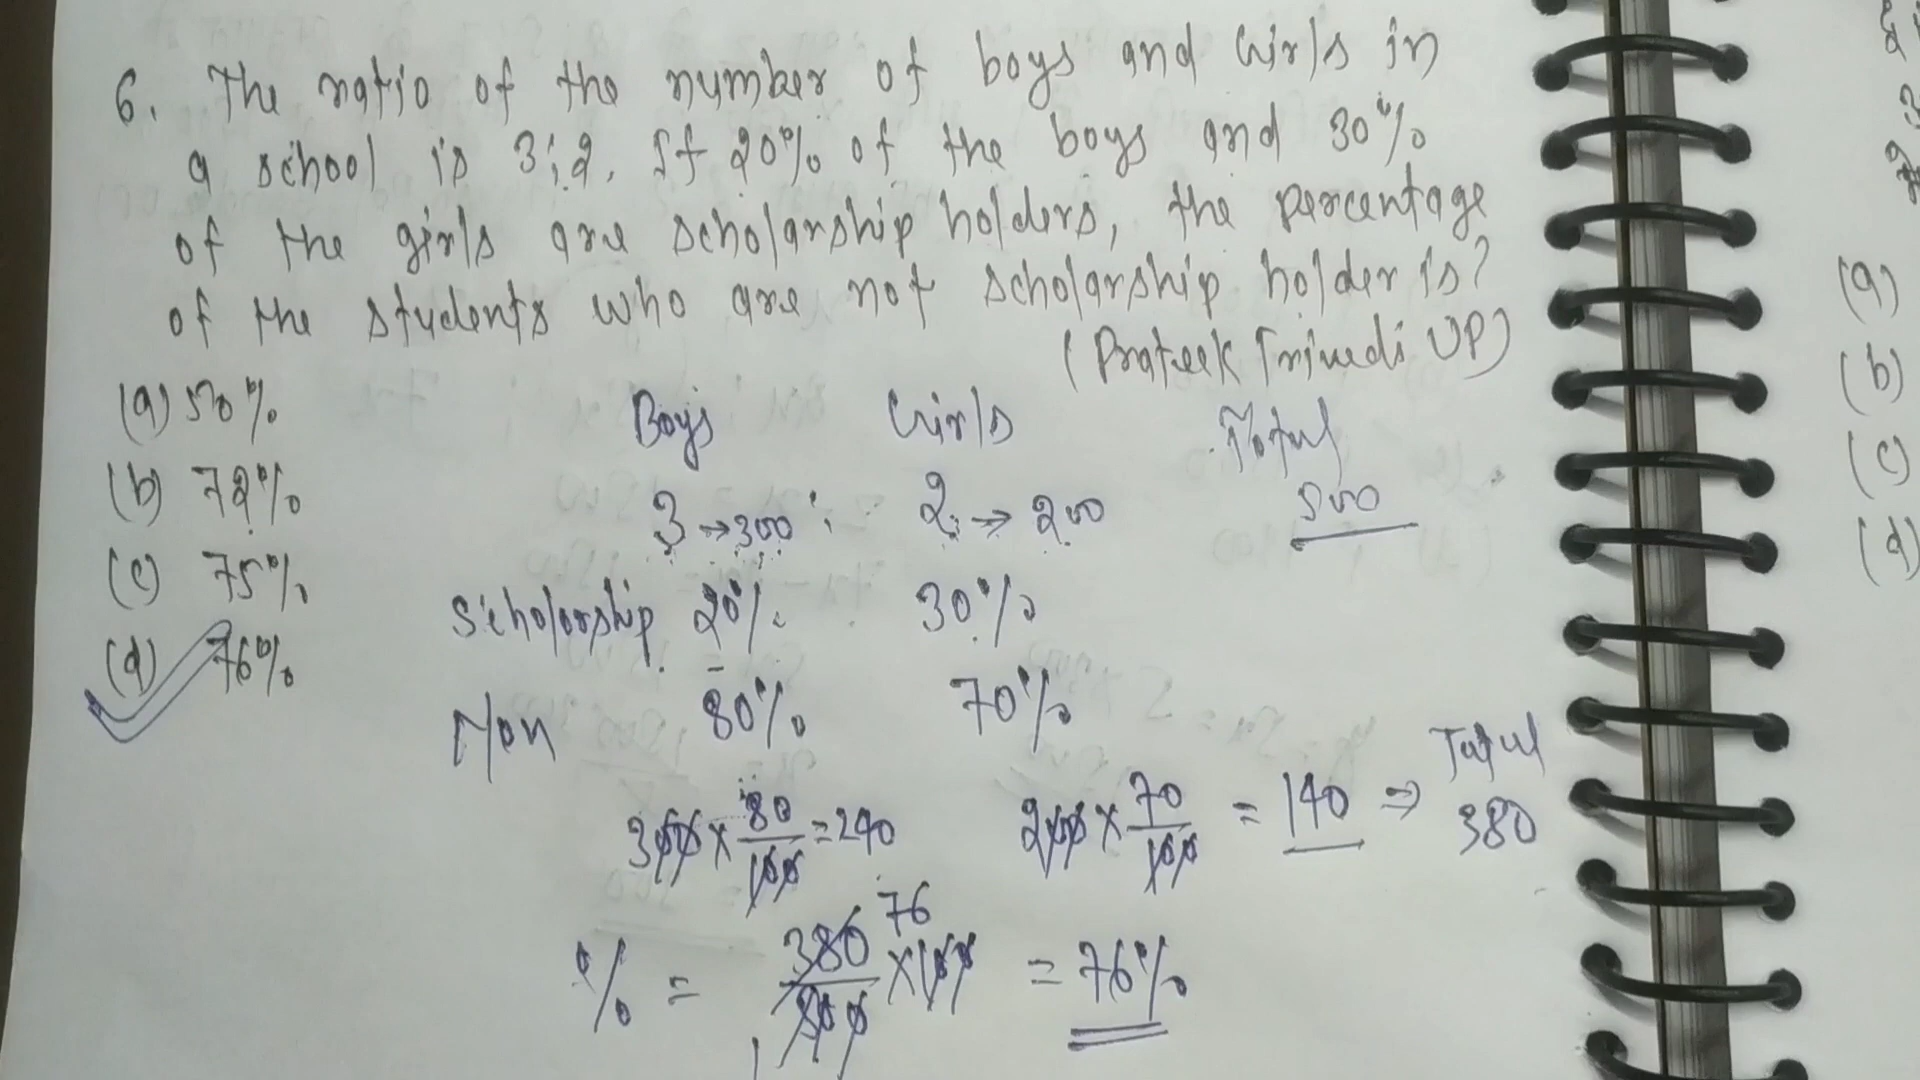 6. The ratio of the number of boys and Girls in
a school is 3:2. If 20% of the boys and 30%
of the girls are scholarship holders, the percentage
of the students who are not scholarship holder is?
(Prateek Trivedi UP)
(a) 50%
(b) 72%
(c) 75%
(d) 76%
Boys Girls Total
3 → 300 : 2 → 200 500
Scholorship 20% 30%
Non 80% 70%
300 × 80/100 = 240 200 × 70/100 = 140 ⇒ Total 380
% = 380/500 × 100 = 76%
76
1
(a)
(b)
(c)
(d)